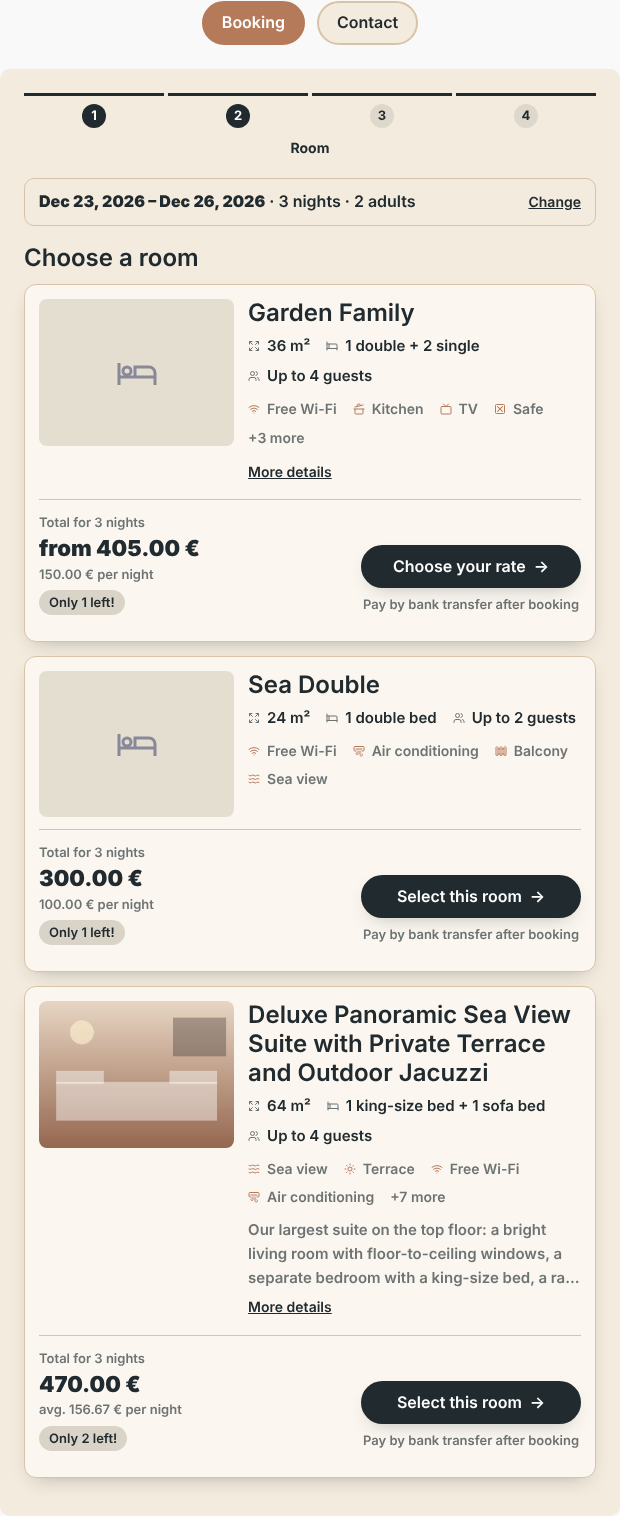 Booking Contact
1 2 3 4
Room
Dec 23, 2026 – Dec 26, 2026 · 3 nights · 2 adults Change
Choose a room
Garden Family
36 m² 1 double + 2 single
Up to 4 guests
Free Wi-Fi Kitchen TV Safe
+3 more
More details
Total for 3 nights
from 405.00 €
150.00 € per night
Only 1 left!
Choose your rate →
Pay by bank transfer after booking
Sea Double
24 m² 1 double bed Up to 2 guests
Free Wi-Fi Air conditioning Balcony
Sea view
Total for 3 nights
300.00 €
100.00 € per night
Only 1 left!
Select this room →
Pay by bank transfer after booking
Deluxe Panoramic Sea View
Suite with Private Terrace
and Outdoor Jacuzzi
64 m² 1 king-size bed + 1 sofa bed
Up to 4 guests
Sea view Terrace Free Wi-Fi
Air conditioning +7 more
Our largest suite on the top floor: a bright
living room with floor-to-ceiling windows, a
separate bedroom with a king-size bed, a ra…
More details
Total for 3 nights
470.00 €
avg. 156.67 € per night
Only 2 left!
Select this room →
Pay by bank transfer after booking